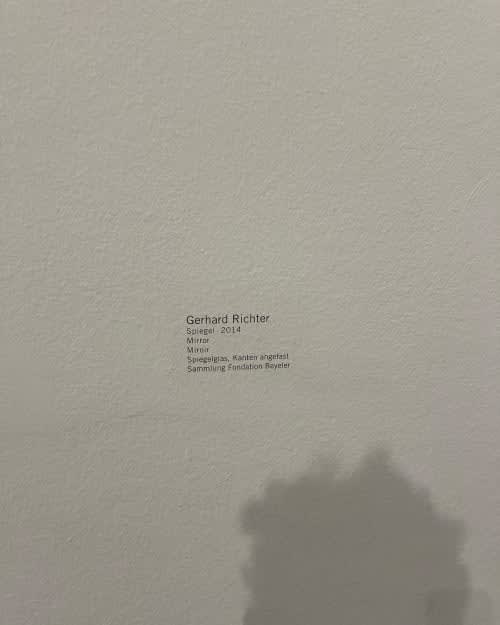 Gerhard Richter
Spiegel 2014
Mirror
Miroir
Spiegelglas, Kanten angefast
Sammlung Fondation Beyeler